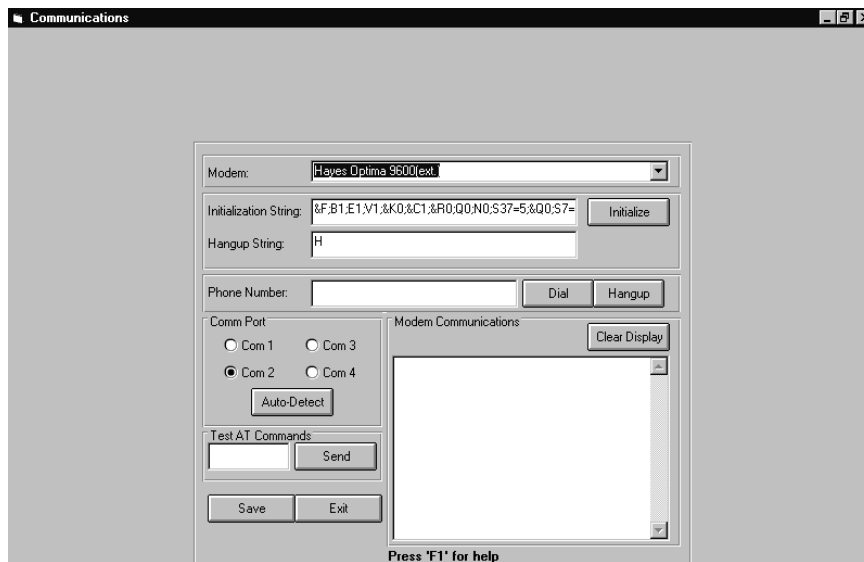 Communications
Modem: Hayes Optima 9600(ext.)
Initialization String: &F;B1;E1;V1;&K0;&C1;&R0;Q0;N0;S37=5;&Q0;S7= Initialize
Hangup String: H
Phone Number: Dial Hangup
Comm Port
Com 1 Com 3
Com 2 Com 4
Auto-Detect
Test AT Commands
Send
Save Exit
Modem Communications
Clear Display
Press 'F1' for help